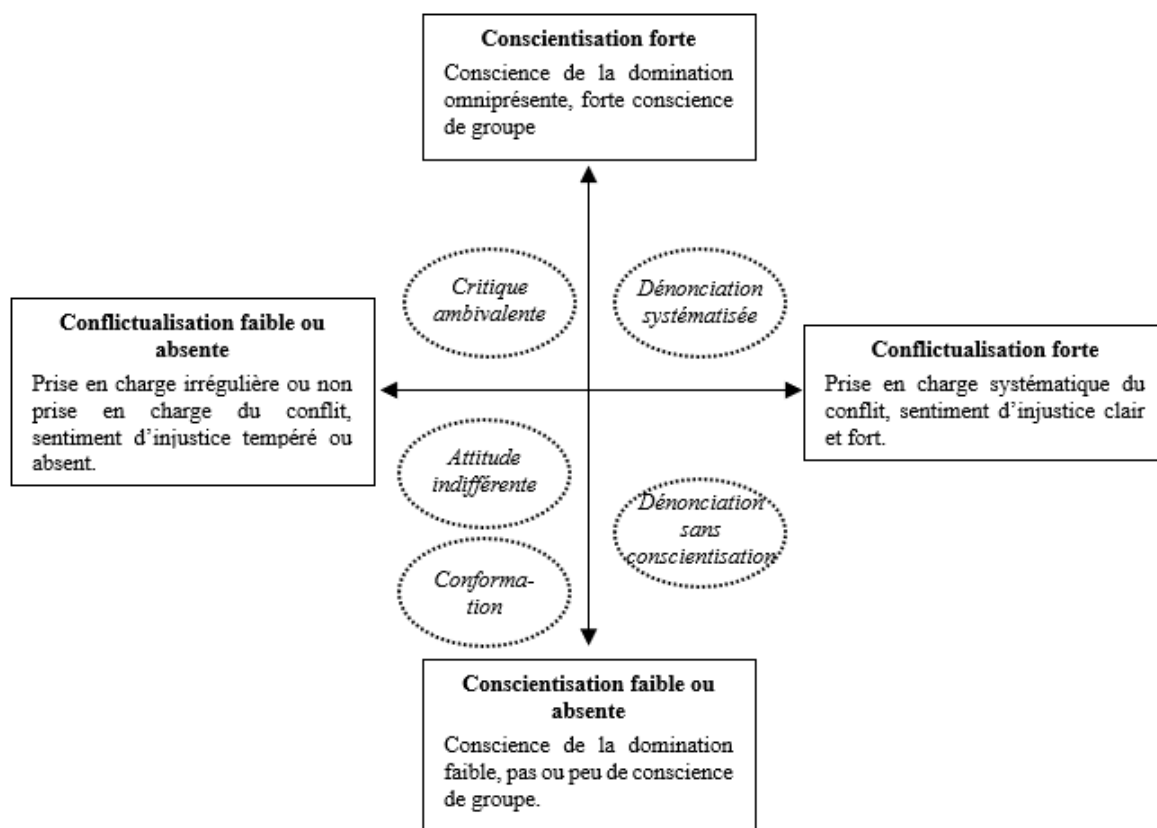 Conscientisation forte
Conscience de la domination
omniprésente, forte conscience
de groupe
Critique
ambivalente
Dénonciation
systématisée
Conflictualisation faible ou
absente
Prise en charge irrégulière ou non
prise en charge du conflit,
sentiment d’injustice tempéré ou
absent.
Conflictualisation forte
Prise en charge systématique du
conflit, sentiment d’injustice clair
et fort.
Attitude
indifférente
Dénonciation
sans
conscientisation
Conforma-
tion
Conscientisation faible ou
absente
Conscience de la domination
faible, pas ou peu de conscience
de groupe.